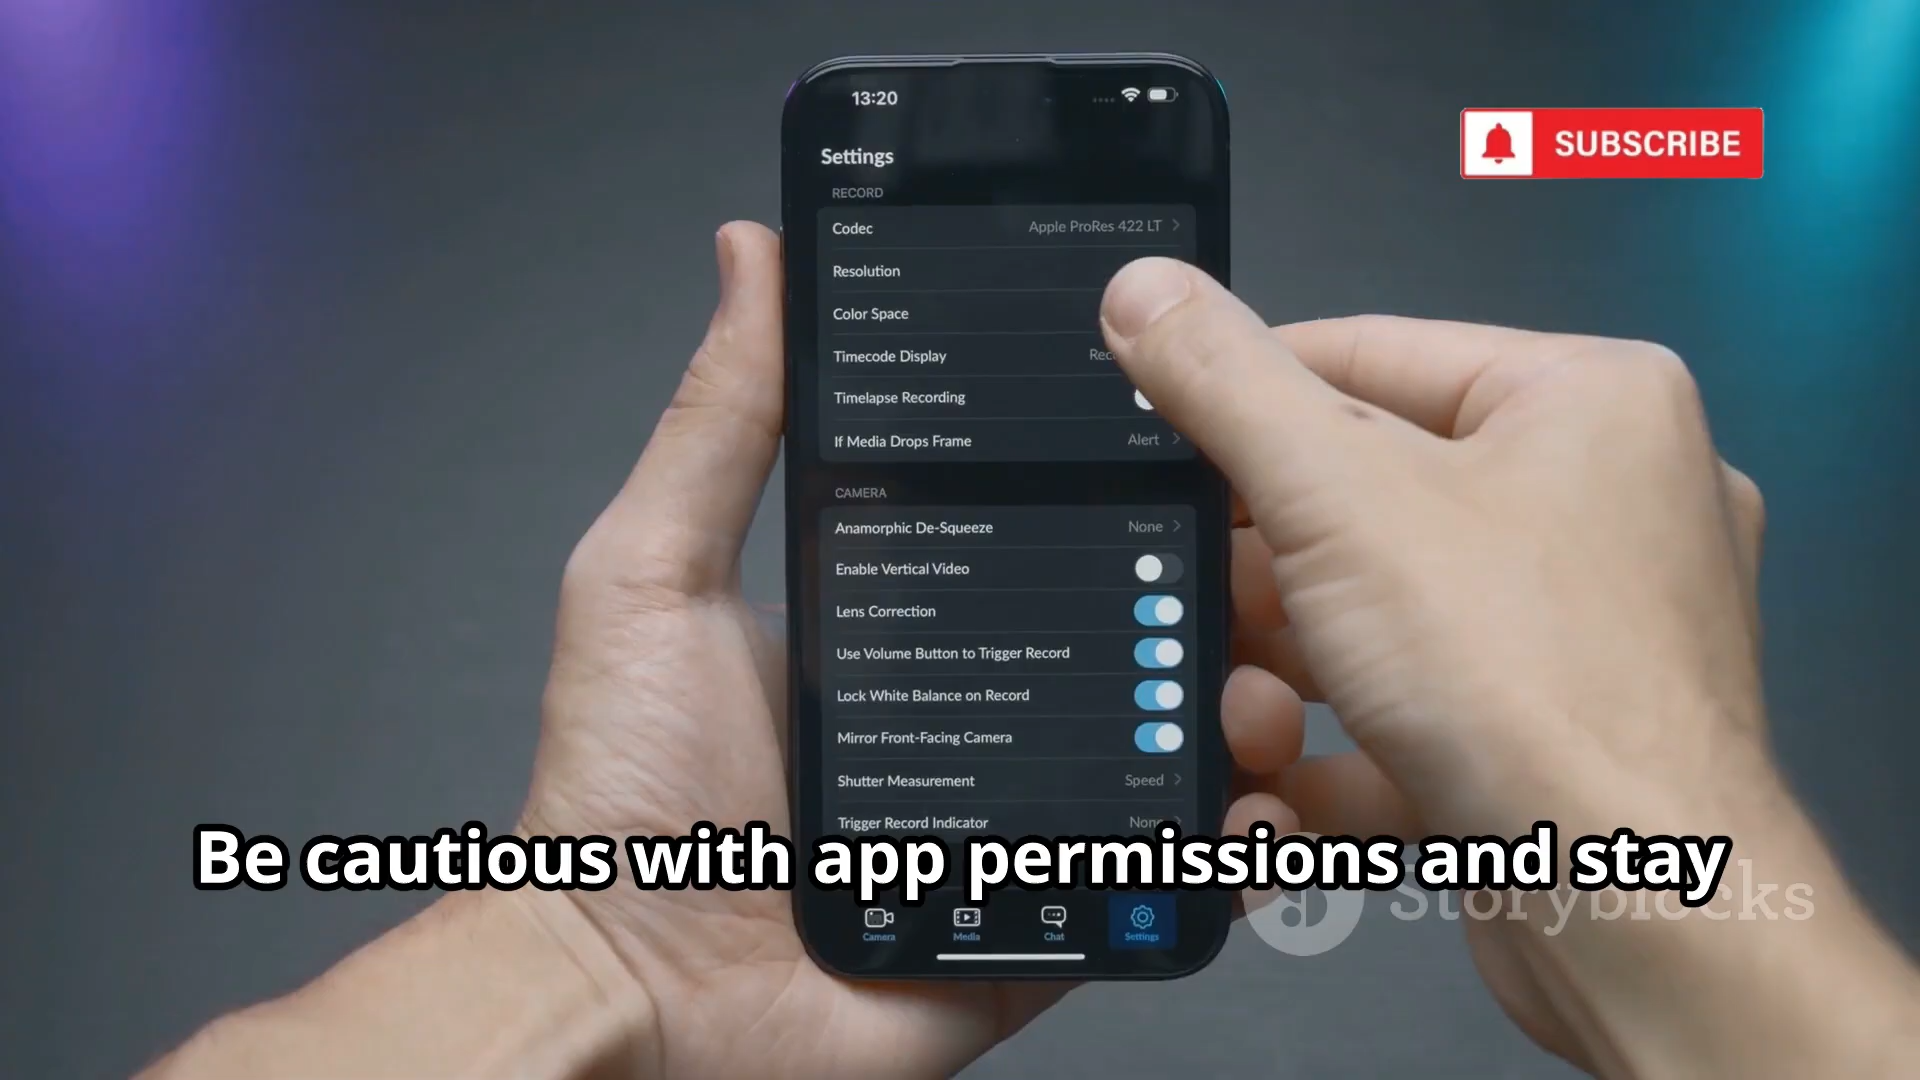 13:20
SUBSCRIBE
Settings
RECORD
Codec Apple ProRes 422 LT
Resolution
Color Space
Timecode Display
Timelapse Recording
If Media Drops Frame Alert
CAMERA
Anamorphic De-Squeeze None
Enable Vertical Video
Lens Correction
Use Volume Button to Trigger Record
Lock White Balance on Record
Mirror Front-Facing Camera
Shutter Measurement Speed
Trigger Record Indicator None
Be cautious with app permissions and stay
Storyblocks
Camera Media Chat Settings